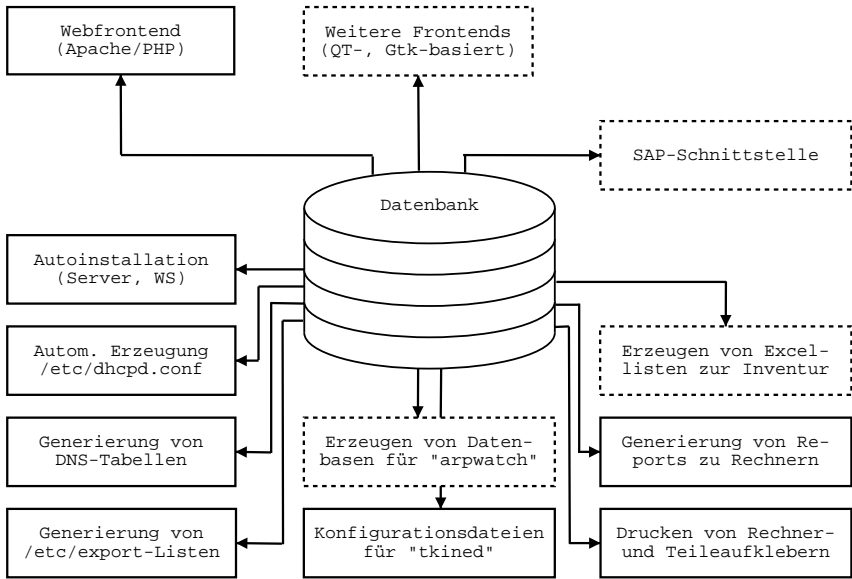 Webfrontend
(Apache/PHP)
Weitere Frontends
(QT-, Gtk-basiert)
SAP-Schnittstelle
Datenbank
Autoinstallation
(Server, WS)
Autom. Erzeugung
/etc/dhcpd.conf
Erzeugen von Excel-
listen zur Inventur
Generierung von
DNS-Tabellen
Erzeugen von Daten-
basen für "arpwatch"
Generierung von Re-
ports zu Rechnern
Generierung von
/etc/export-Listen
Konfigurationsdateien
für "tkined"
Drucken von Rechner-
und Teileaufklebern